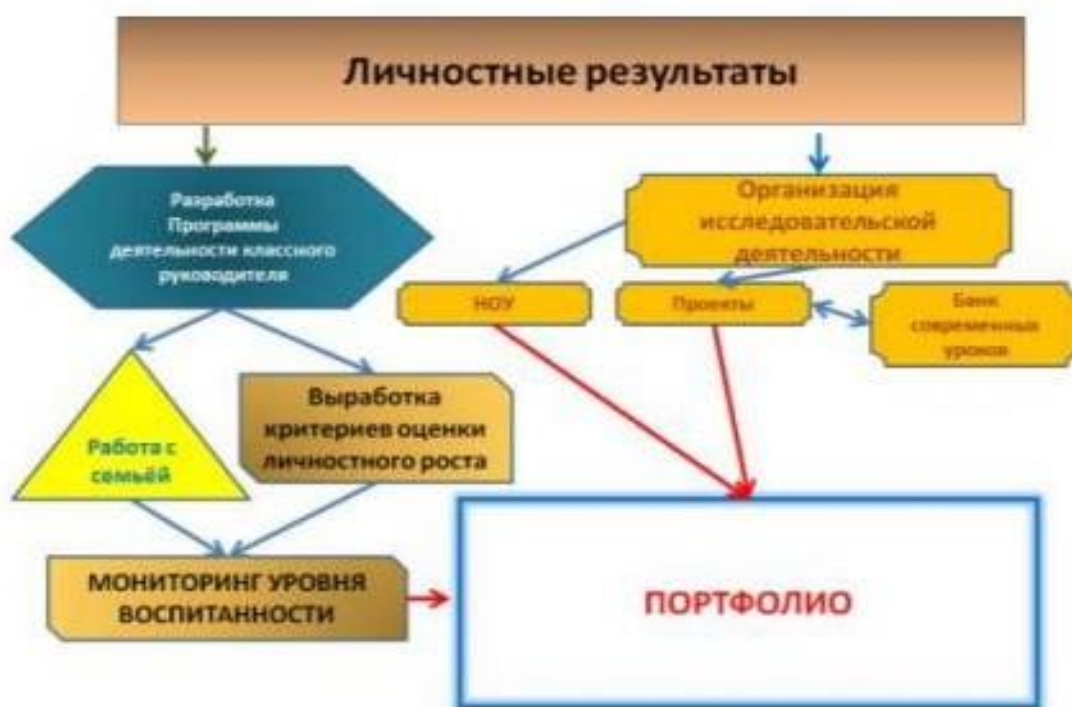 Личностные результаты
Разработка
Программы
деятельности классного
руководителя
Организация
исследовательской
деятельности
НОУ
Проекты
Банк
современных
уроков
Работа с
семьёй
Выработка
критериев оценки
личностного роста
МОНИТОРИНГ УРОВНЯ
ВОСПИТАННОСТИ
ПОРТФОЛИО